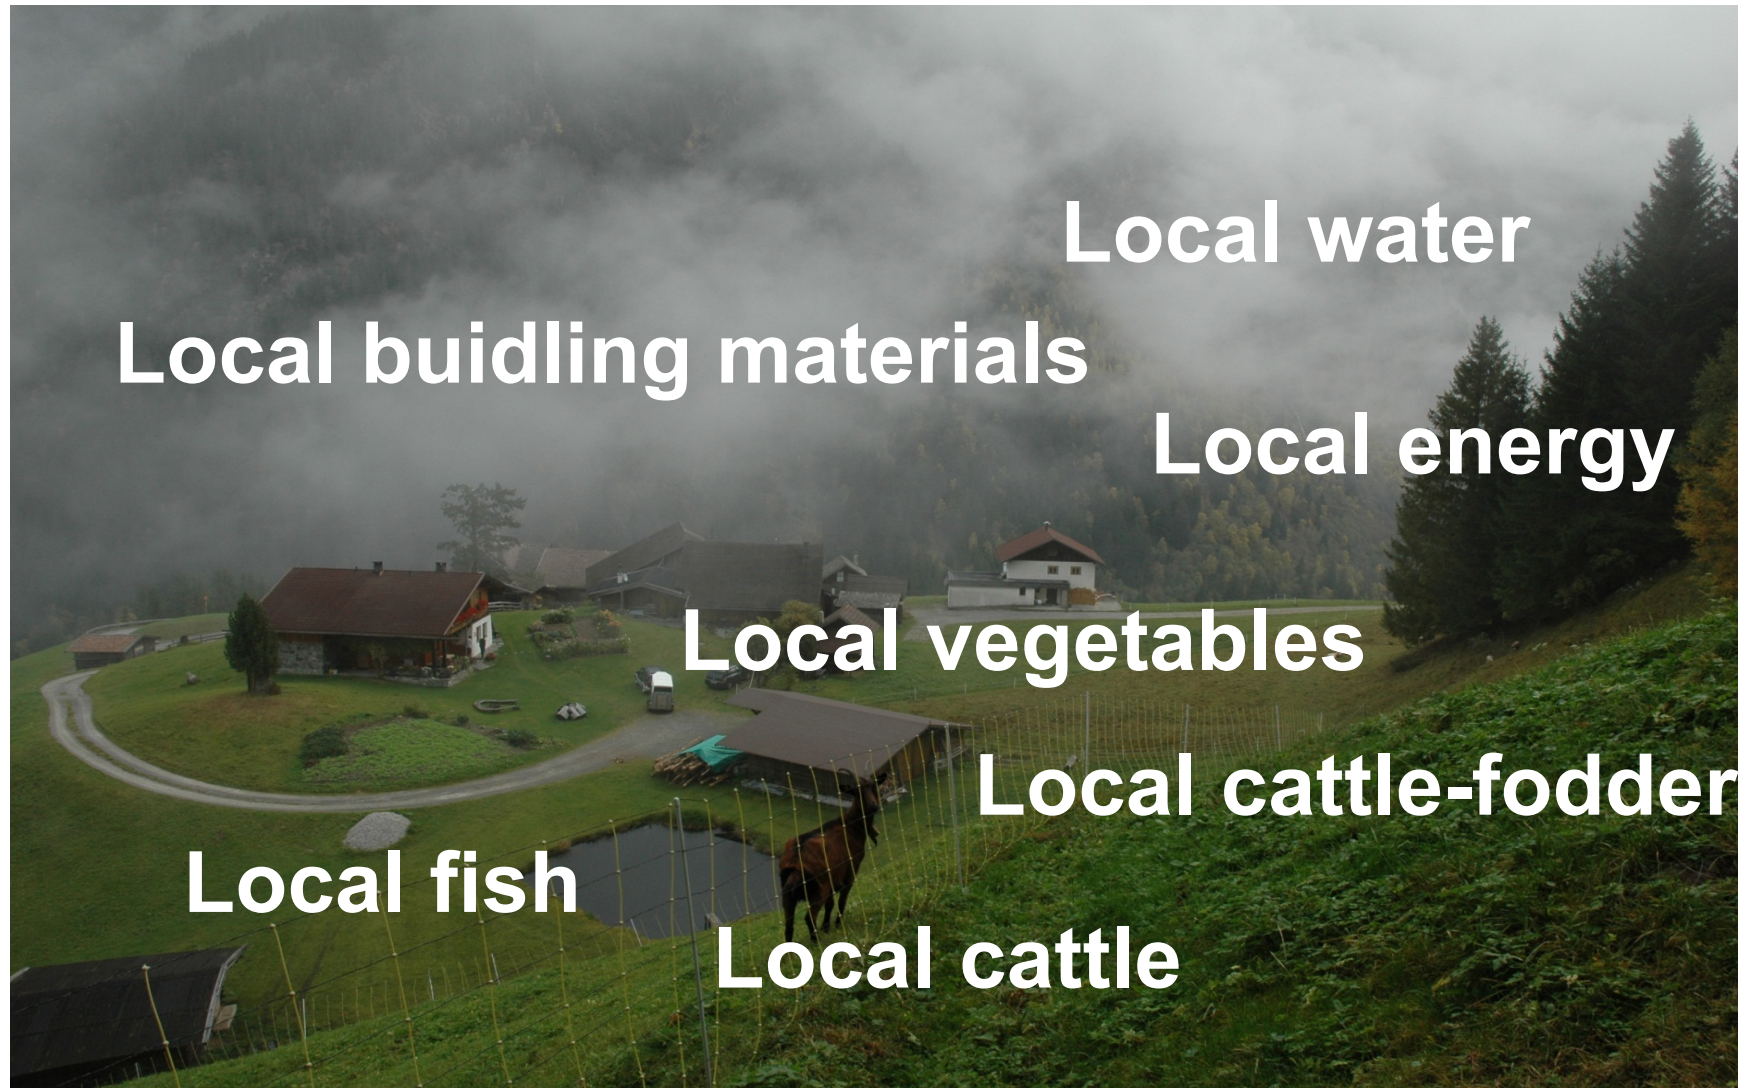 Local water
Local buidling materials
Local energy
Local vegetables
Local cattle-fodder
Local fish
Local cattle